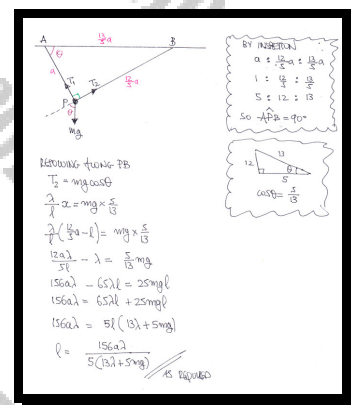 A 13/5 a B
θ
a T₁ T₂ 12/5 a
P
θ
mg
BY INSPECTION
a : 12/5 a : 13/5 a
1 : 12/5 : 13/5
5 : 12 : 13
SO AP̂B = 90°
13
12 θ
5
cosθ = 5/13
RESOLVING ALONG PB
T₂ = mg cosθ
λ/l x = mg × 5/13
λ/l (12/5 a - l) = mg × 5/13
12aλ/5l - λ = 5/13 mg
156aλ - 65λl = 25mgl
156aλ = 65λl + 25mgl
156aλ = 5l(13λ + 5mg)
l = 156aλ / 5(13λ + 5mg)
AS REQUIRED